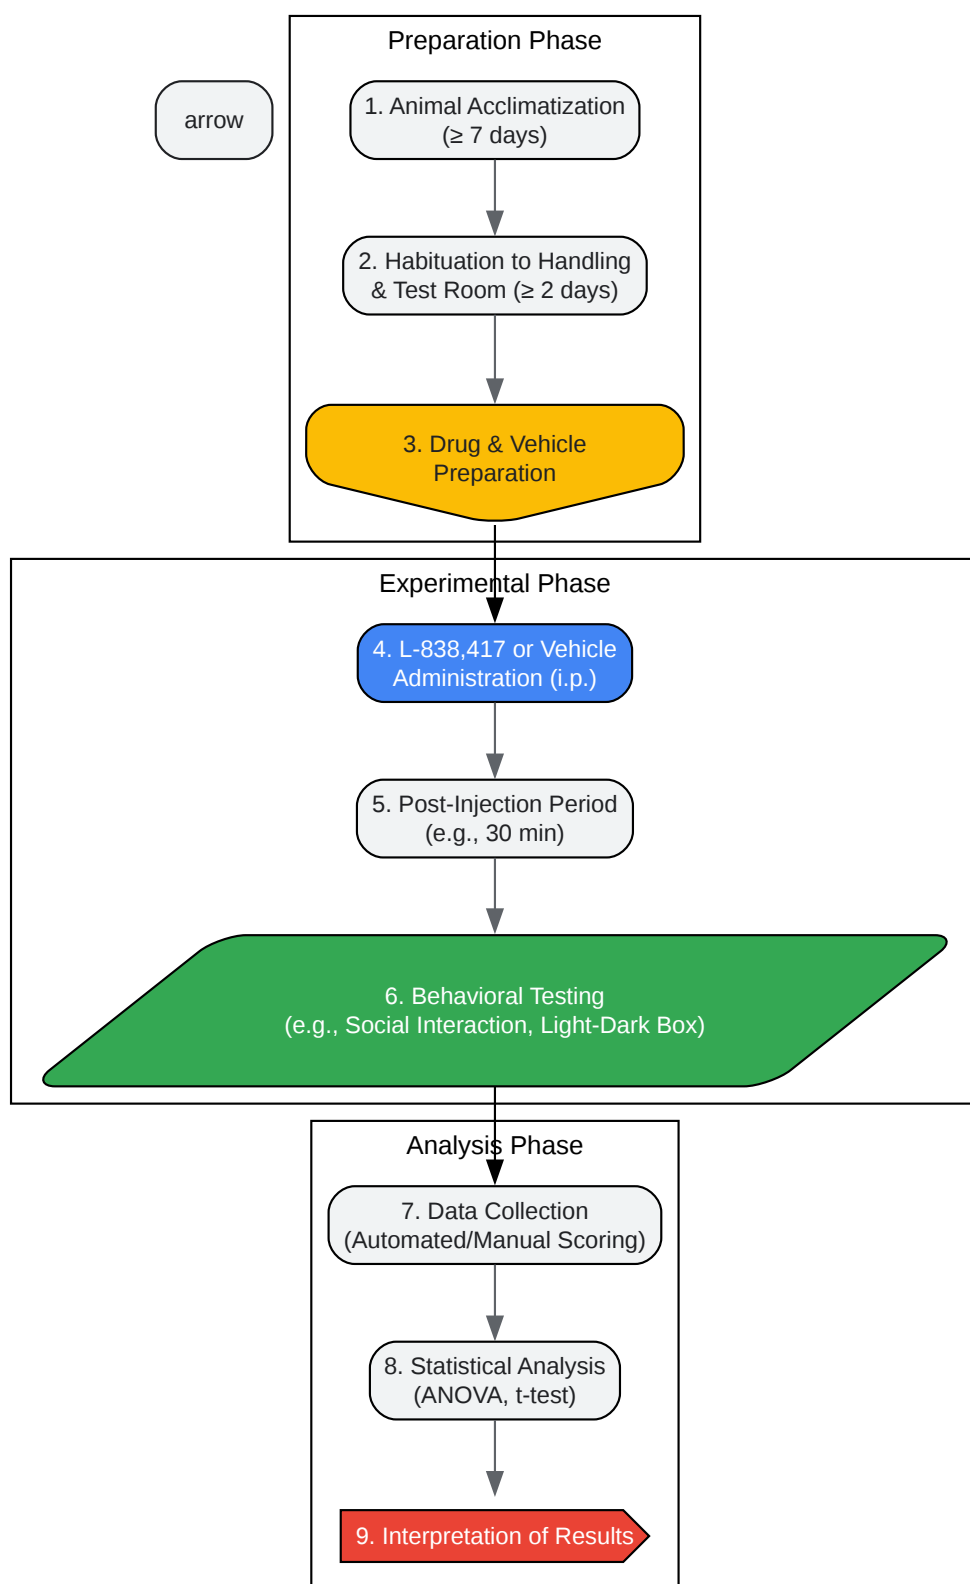 Preparation Phase
arrow
1. Animal Acclimatization
(≥ 7 days)
2. Habituation to Handling
& Test Room (≥ 2 days)
3. Drug & Vehicle
Preparation
Experimental Phase
4. L-838,417 or Vehicle
Administration (i.p.)
5. Post-Injection Period
(e.g., 30 min)
6. Behavioral Testing
(e.g., Social Interaction, Light-Dark Box)
Analysis Phase
7. Data Collection
(Automated/Manual Scoring)
8. Statistical Analysis
(ANOVA, t-test)
9. Interpretation of Results